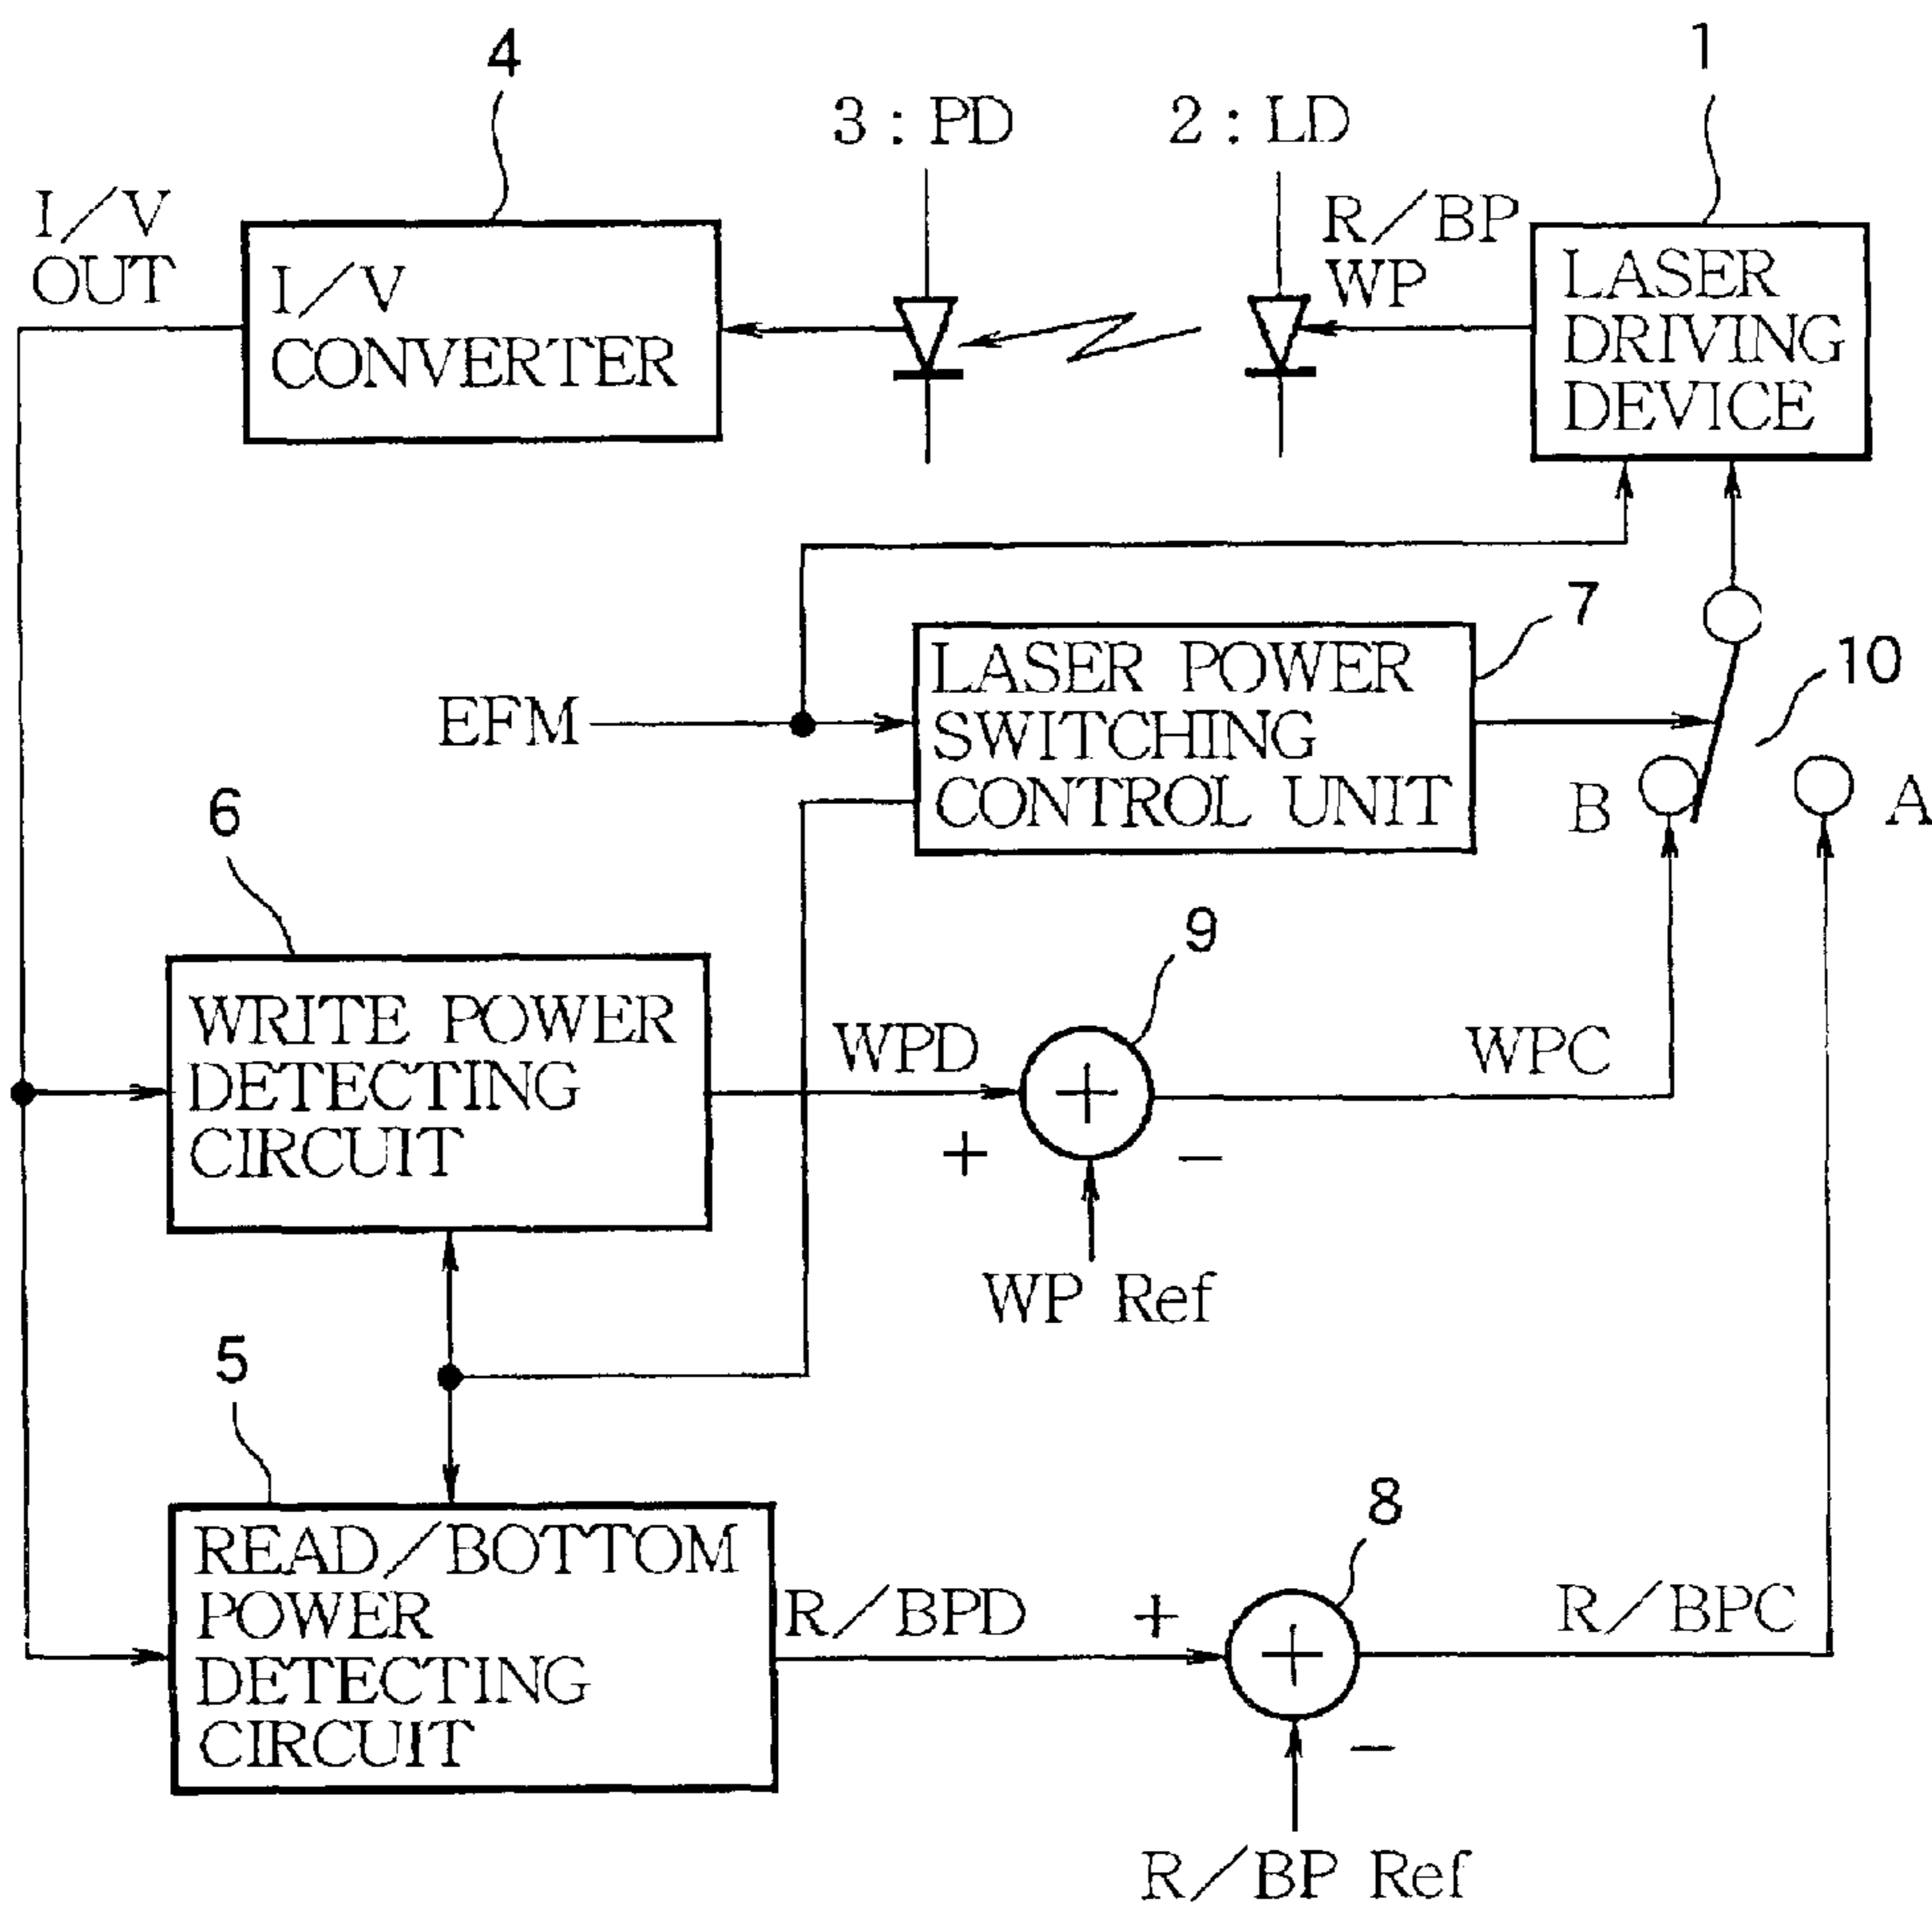 4
1
3 : PD
2 : LD
I/V
OUT
I/V
CONVERTER
R/BP
WP
LASER
DRIVING
DEVICE
7
LASER POWER
SWITCHING
CONTROL UNIT
10
EFM
B
A
6
9
WRITE POWER
DETECTING
CIRCUIT
WPD
+
WPC
+
−
WP Ref
5
8
READ/BOTTOM
POWER
DETECTING
CIRCUIT
R/BPD
+
+
R/BPC
−
R/BP Ref